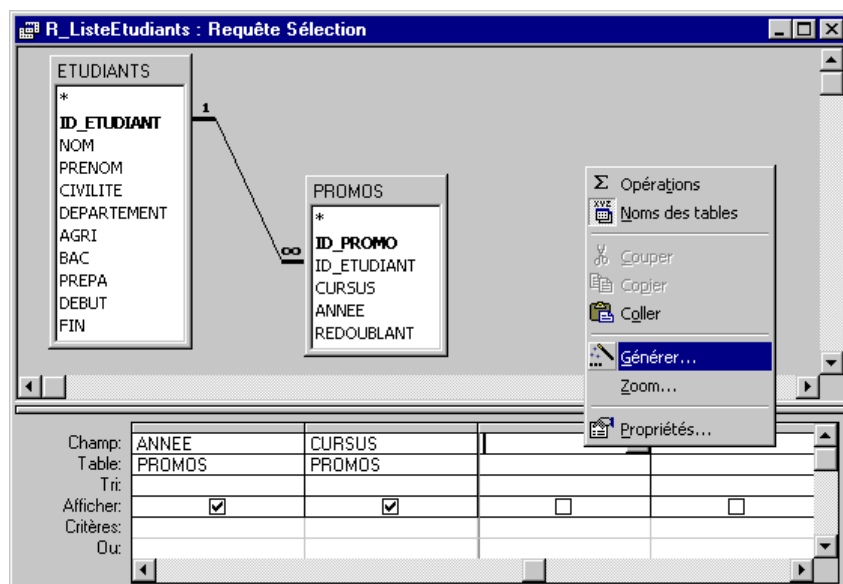 R_ListeEtudiants : Requête Sélection
ETUDIANTS
*
ID_ETUDIANT
NOM
PRENOM
CIVILITE
DEPARTEMENT
AGRI
BAC
PREPA
DEBUT
FIN
1
∞
PROMOS
*
ID_PROMO
ID_ETUDIANT
CURSUS
ANNEE
REDOUBLANT
Σ Opérations
XYZ Noms des tables
Couper
Copier
Coller
Générer...
Zoom...
Propriétés...
Champ: ANNEE CURSUS
Table: PROMOS PROMOS
Tri:
Afficher:
Critères:
Ou: